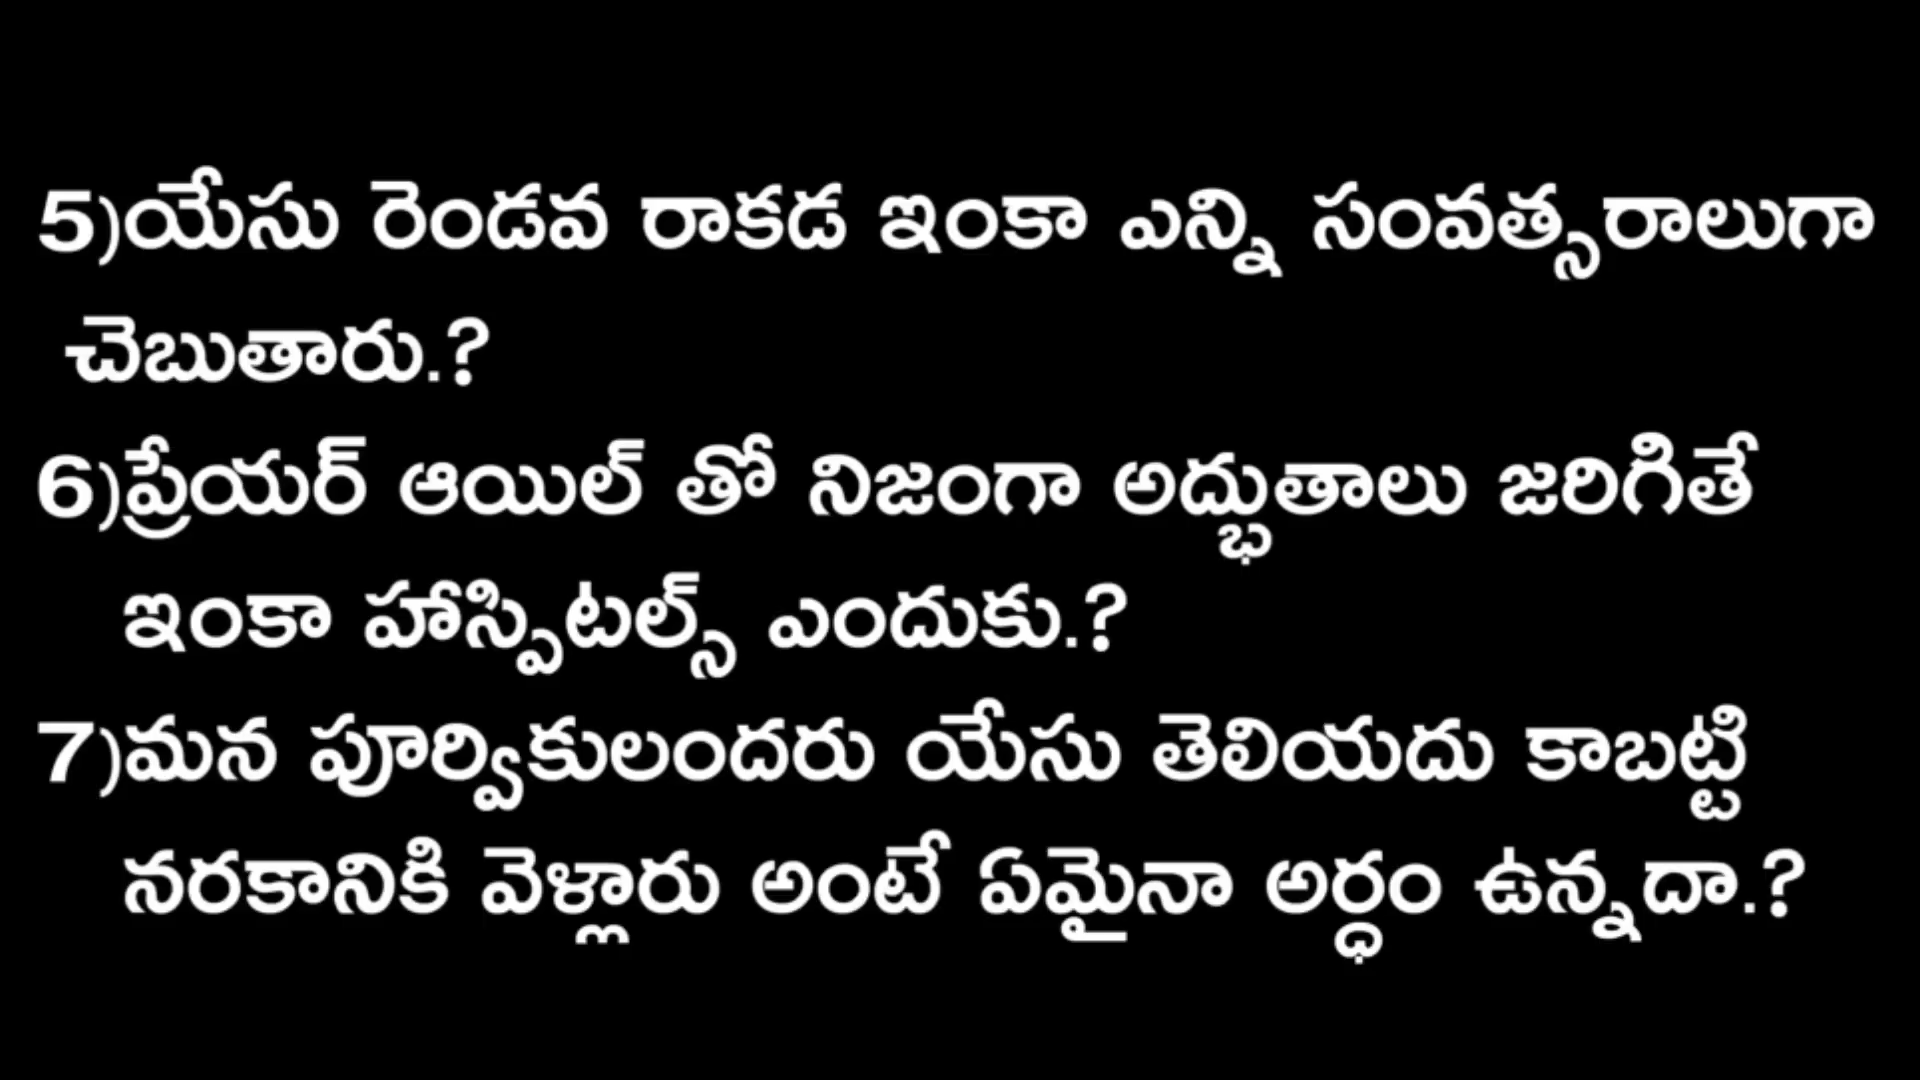 5)యేసు రెండవ రాకడ ఇంకా ఎన్ని సంవత్సరాలుగా
చెబుతారు.?
6)ప్రేయర్ ఆయిల్ తో నిజంగా అద్భుతాలు జరిగితే
ఇంకా హాస్పిటల్స్ ఎందుకు.?
7)మన పూర్వికులందరు యేసు తెలియదు కాబట్టి
నరకానికి వెళ్లారు అంటే ఏమైనా అర్ధం ఉన్నదా.?